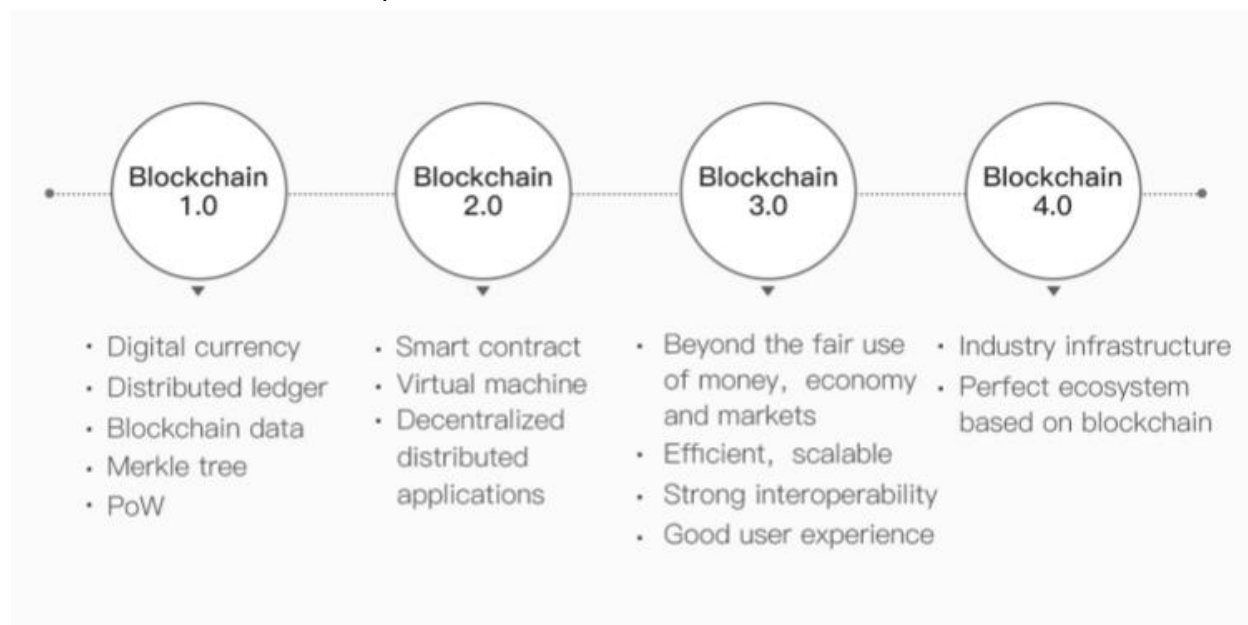 Blockchain
1.0
Blockchain
2.0
Blockchain
3.0
Blockchain
4.0
· Digital currency
· Distributed ledger
· Blockchain data
· Merkle tree
· PoW
· Smart contract
· Virtual machine
· Decentralized
distributed
applications
· Beyond the fair use
of money, economy
and markets
· Efficient, scalable
· Strong interoperability
· Good user experience
· Industry infrastructure
· Perfect ecosystem
based on blockchain